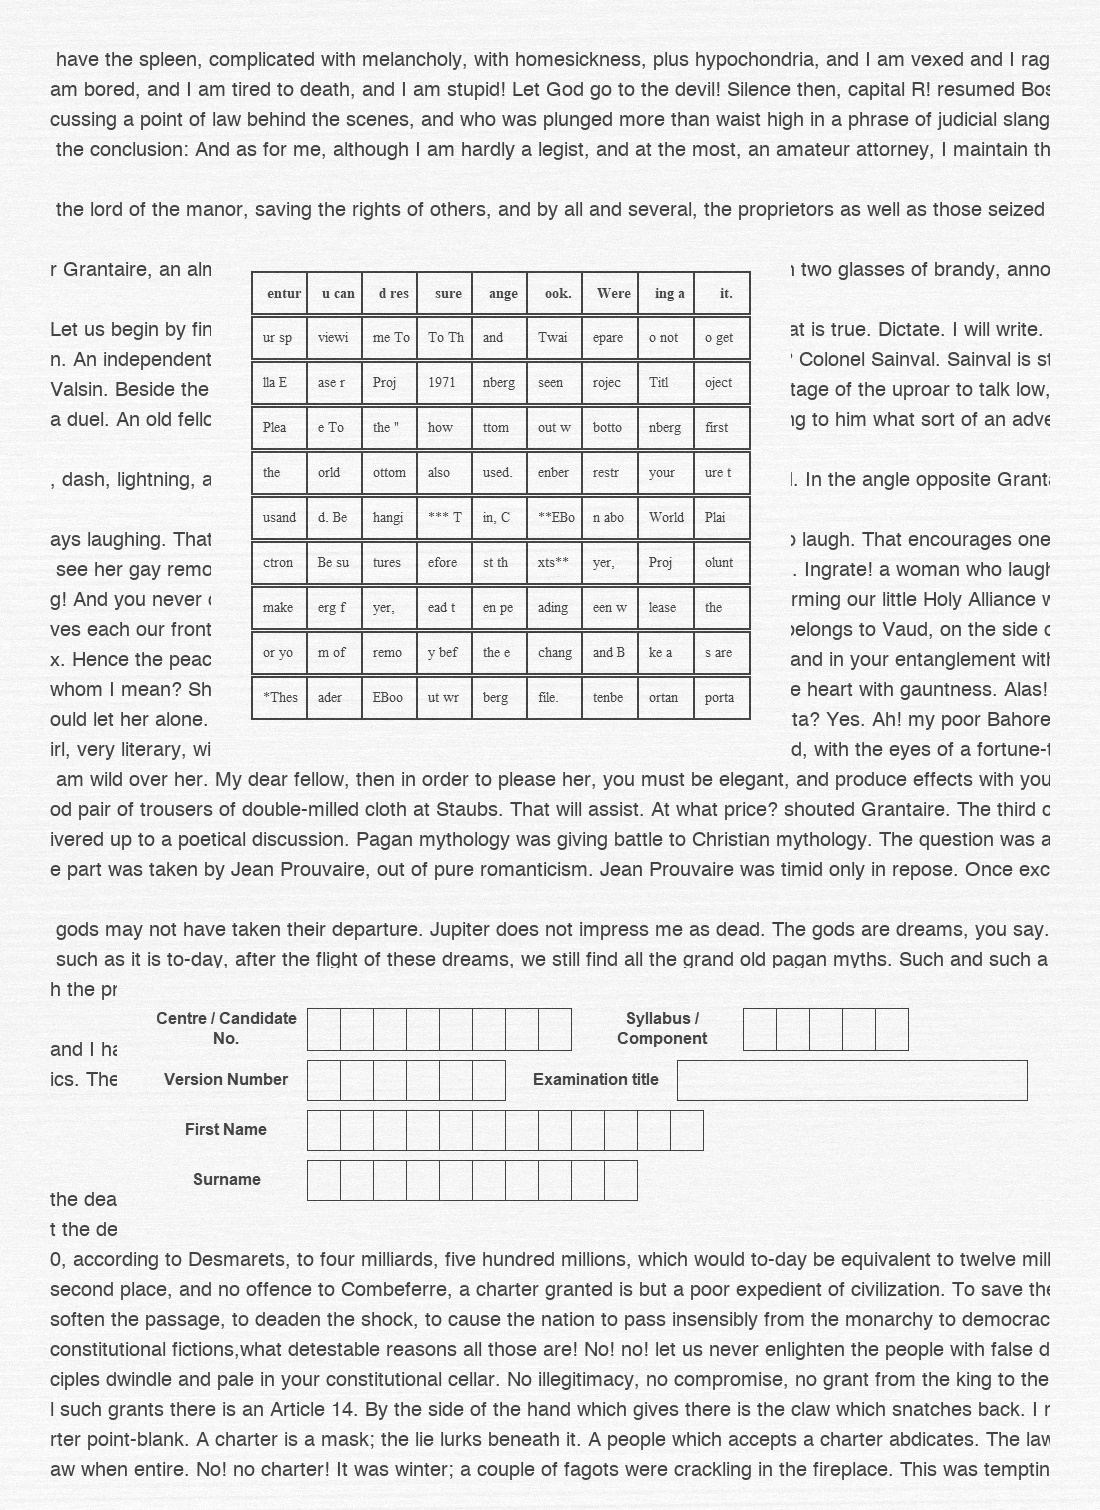 have the spleen, complicated with melancholy, with homesickness, plus hypochondria, and I am vexed and I rag
am bored, and I am tired to death, and I am stupid! Let God go to the devil! Silence then, capital R! resumed Bos
cussing a point of law behind the scenes, and who was plunged more than waist high in a phrase of judicial slang
the conclusion: And as for me, although I am hardly a legist, and at the most, an amateur attorney, I maintain th
the lord of the manor, saving the rights of others, and by all and several, the proprietors as well as those seized
r Grantaire, an aln two glasses of brandy, anno
Let us begin by fin at is true. Dictate. I will write.
n. An independent Colonel Sainval. Sainval is st
Valsin. Beside the tage of the uproar to talk low,
a duel. An old fello ng to him what sort of an adve
, dash, lightning, a . In the angle opposite Granta
ays laughing. That laugh. That encourages one
see her gay remo . Ingrate! a woman who laugh
g! And you never rming our little Holy Alliance w
ves each our front belongs to Vaud, on the side o
x. Hence the peac and in your entanglement with
whom I mean? Sh e heart with gauntness. Alas!
ould let her alone. ta? Yes. Ah! my poor Bahore
irl, very literary, wi d, with the eyes of a fortune-t
entur u can d res sure ange ook. Were ing a it.
ur sp viewi me To To Th and Twai epare o not o get
lla E ase r Proj 1971 nberg seen rojec Titl oject
Plea e To the " how ttom out w botto nberg first
the orld ottom also used. enber restr your ure t
usand d. Be hangi *** T in, C **EBo n abo World Plai
ctron Be su tures efore st th xts** yer, Proj olunt
make erg f yer, ead t en pe ading een w lease the
or yo m of remo y bef the e chang and B ke a s are
*Thes ader EBoo ut wr berg file. tenbe ortan porta
am wild over her. My dear fellow, then in order to please her, you must be elegant, and produce effects with you
od pair of trousers of double-milled cloth at Staubs. That will assist. At what price? shouted Grantaire. The third c
ivered up to a poetical discussion. Pagan mythology was giving battle to Christian mythology. The question was a
e part was taken by Jean Prouvaire, out of pure romanticism. Jean Prouvaire was timid only in repose. Once exc
gods may not have taken their departure. Jupiter does not impress me as dead. The gods are dreams, you say.
such as it is to-day, after the flight of these dreams, we still find all the grand old pagan myths. Such and such a
h the pr
and I ha
ics. The
Centre / Candidate No. Syllabus / Component
Version Number Examination title
First Name
Surname
the dea
t the de
0, according to Desmarets, to four milliards, five hundred millions, which would to-day be equivalent to twelve mill
second place, and no offence to Combeferre, a charter granted is but a poor expedient of civilization. To save the
soften the passage, to deaden the shock, to cause the nation to pass insensibly from the monarchy to democrac
constitutional fictions,what detestable reasons all those are! No! no! let us never enlighten the people with false d
ciples dwindle and pale in your constitutional cellar. No illegitimacy, no compromise, no grant from the king to the
l such grants there is an Article 14. By the side of the hand which gives there is the claw which snatches back. I r
rter point-blank. A charter is a mask; the lie lurks beneath it. A people which accepts a charter abdicates. The law
aw when entire. No! no charter! It was winter; a couple of fagots were crackling in the fireplace. This was temptin